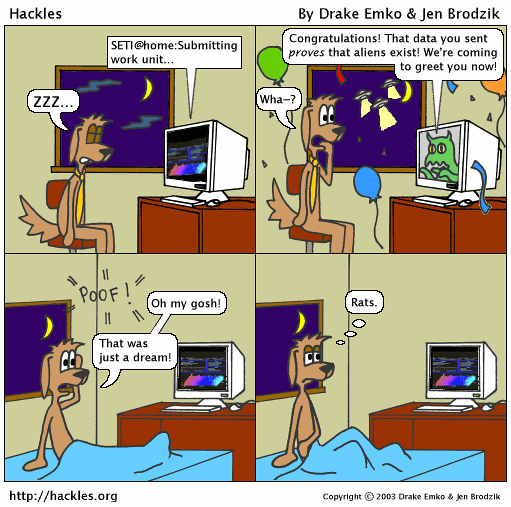 Hackles
By Drake Emko & Jen Brodzik
SETI@home:Submitting
work unit...
ZZZ...
Congratulations! That data you sent
proves that aliens exist! We're coming
to greet you now!
Wha-?
POOF!
Oh my gosh!
That was
just a dream!
Rats.
http://hackles.org
Copyright © 2003 Drake Emko & Jen Brodzik